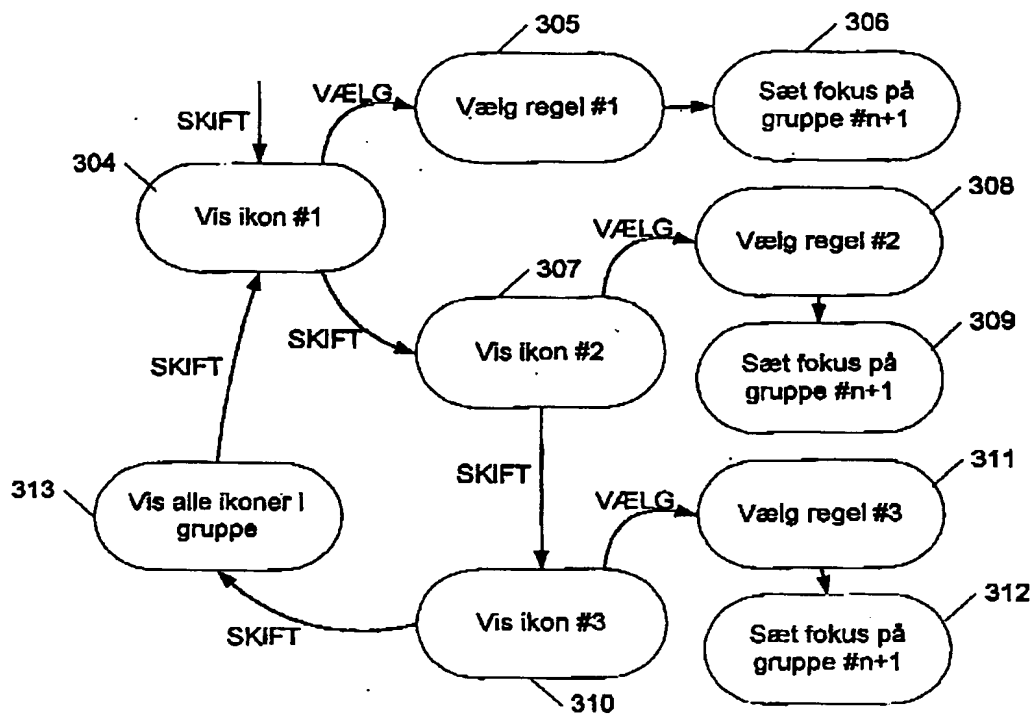 305
306
VÆLG
Vælg regel #1
Sæt fokus på
gruppe #n+1
SKIFT
304
Vis ikon #1
308
VÆLG
Vælg regel #2
307
SKIFT
Vis ikon #2
309
Sæt fokus på
gruppe #n+1
SKIFT
SKIFT
311
313
Vis alle ikoner i
gruppe
VÆLG
Vælg regel #3
312
SKIFT
Vis ikon #3
Sæt fokus på
gruppe #n+1
310